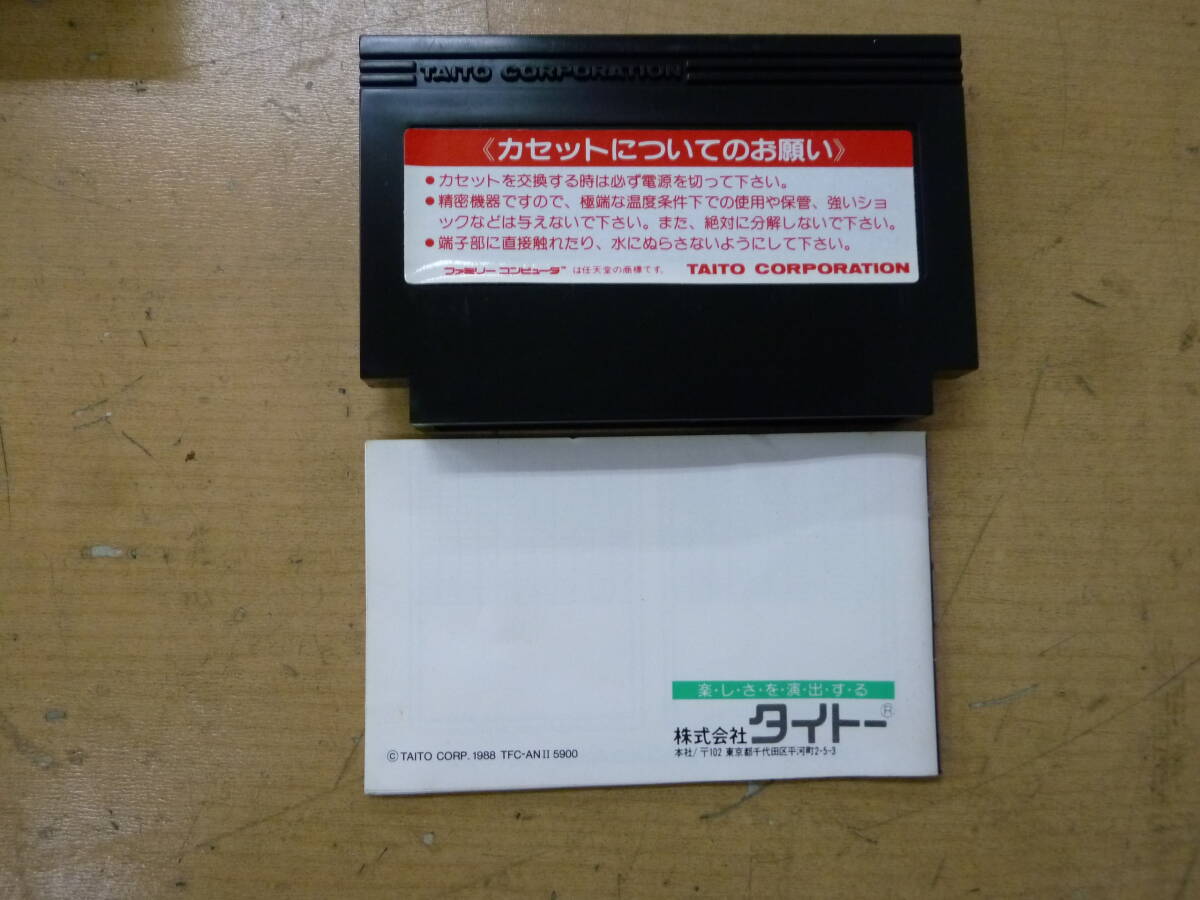 TAITO CORPORATION
《カセットについてのお願い》
●カセットを交換する時は必ず電源を切って下さい。
●精密機器ですので、極端な温度条件下での使用や保管、強いショ
ックなどは与えないで下さい。また、絶対に分解しないで下さい。
●端子部に直接触れたり、水にぬらさないようにして下さい。
ファミリーコンピュータ™は任天堂の商標です。 TAITO CORPORATION
楽・し・さ・を・演・出・す・る
株式会社 タイトー®
本社/〒102 東京都千代田区平河町2-5-3
©TAITO CORP. 1988 TFC-ANⅡ 5900